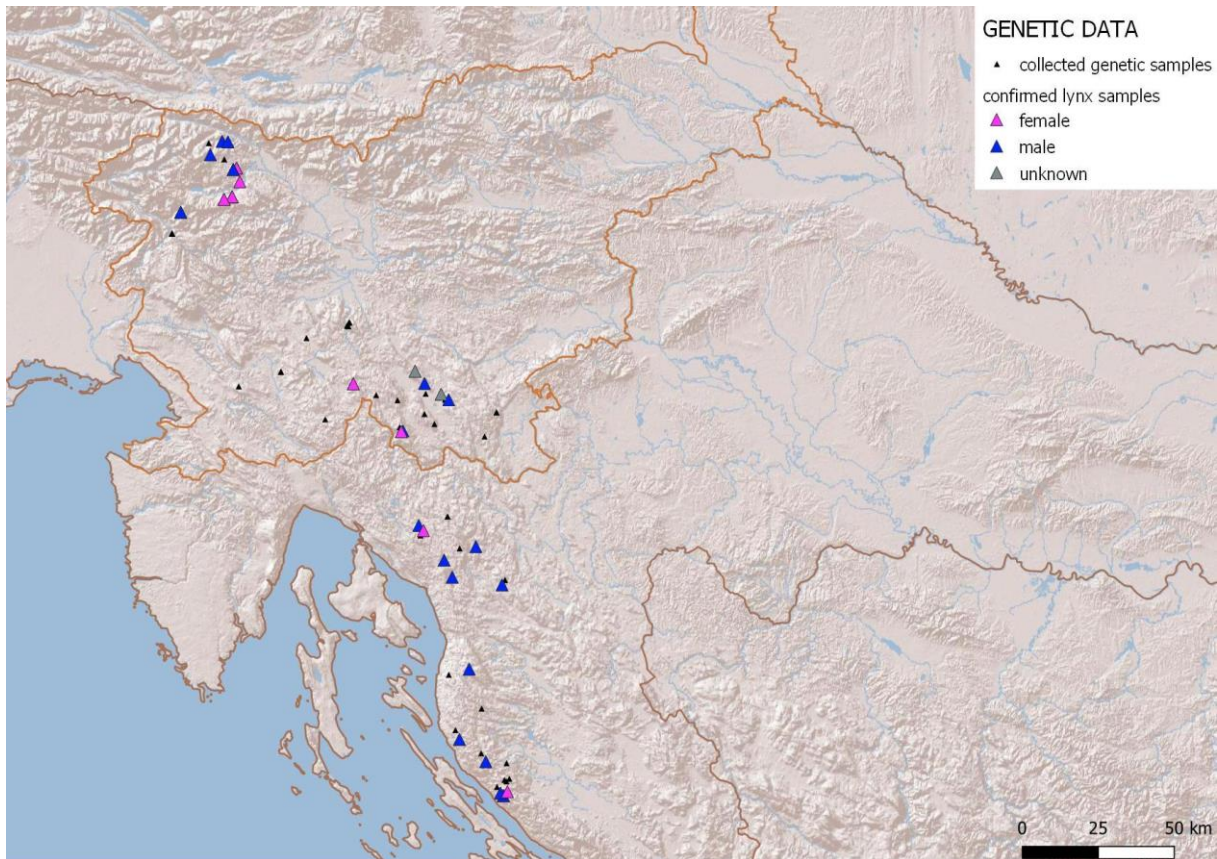 GENETIC DATA
collected genetic samples
confirmed lynx samples
female
male
unknown
0 25 50 km